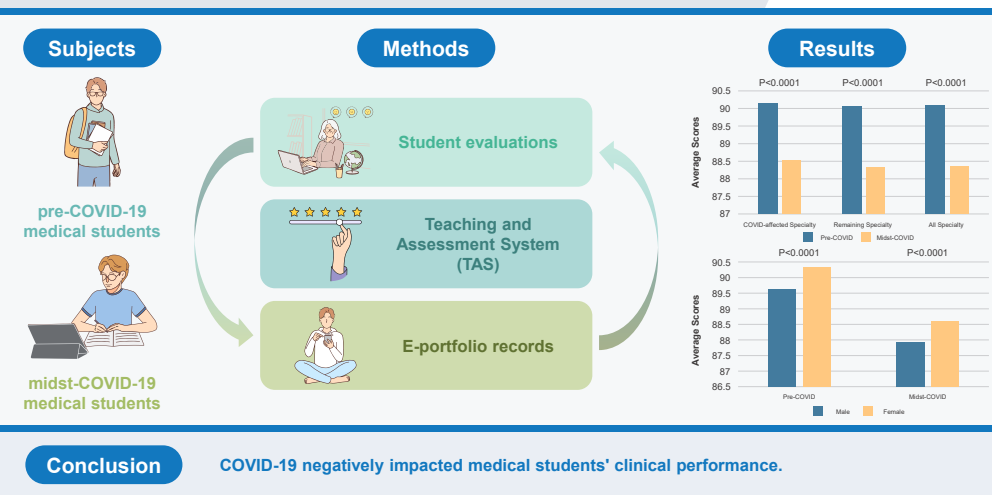 Subjects
Methods
Results
pre-COVID-19
medical students
midst-COVID-19
medical students
Student evaluations
Teaching and
Assessment System
(TAS)
E-portfolio records
P<0.0001 P<0.0001 P<0.0001
Average Scores
90.5
90
89.5
89
88.5
88
87.5
87
COVID-affected Specialty Remaining Specialty All Specialty
Pre-COVID Midst-COVID
P<0.0001 P<0.0001
Average Scores
90.5
90
89.5
89
88.5
88
87.5
87
86.5
Pre-COVID Midst-COVID
Male Female
Conclusion
COVID-19 negatively impacted medical students' clinical performance.